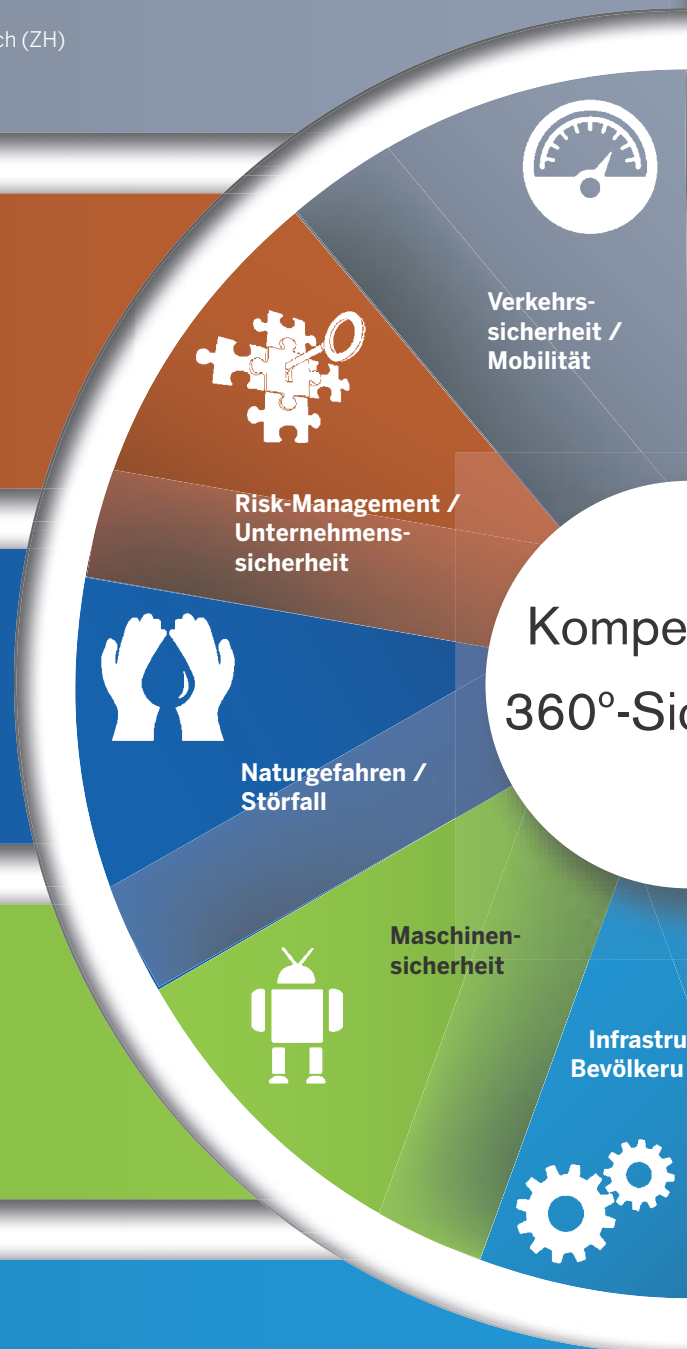 ch (ZH)
Verkehrs-
sicherheit /
Mobilität
Risk-Management /
Unternehmens-
sicherheit
Kompe
360°-Sic
Naturgefahren /
Störfall
Maschinen-
sicherheit
Infrastru
Bevölkeru